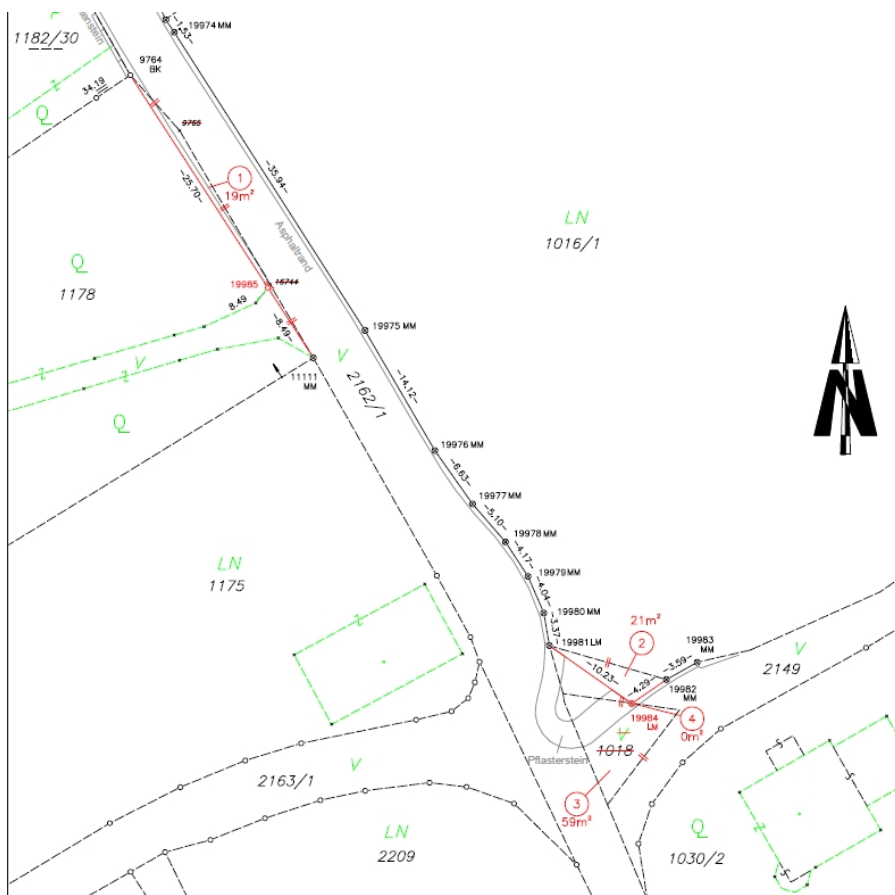 1182/30
Q
34.19
9764
BK
9765
-1.53-
19974 MM
-25.70-
1
19m²
-35.94-
Asphaltrand
LN
1016/1
Q
1178
19985
16744
8.49
-8.49-
V
11111
MM
Q
V
2162/1
19975 MM
-14.12-
N
19976 MM
-6.63-
19977 MM
-5.10-
19978 MM
-4.17-
19979 MM
-4.04-
19980 MM
-3.37-
19981 LM
LN
1175
21m²
2
-10.23-
-4.29-
-3.59-
19983
MM
19982
MM
V
2149
19984
LM
4
0m²
V
1018
Pflasterstein
3
59m²
V
2163/1
LN
2209
Q
1030/2